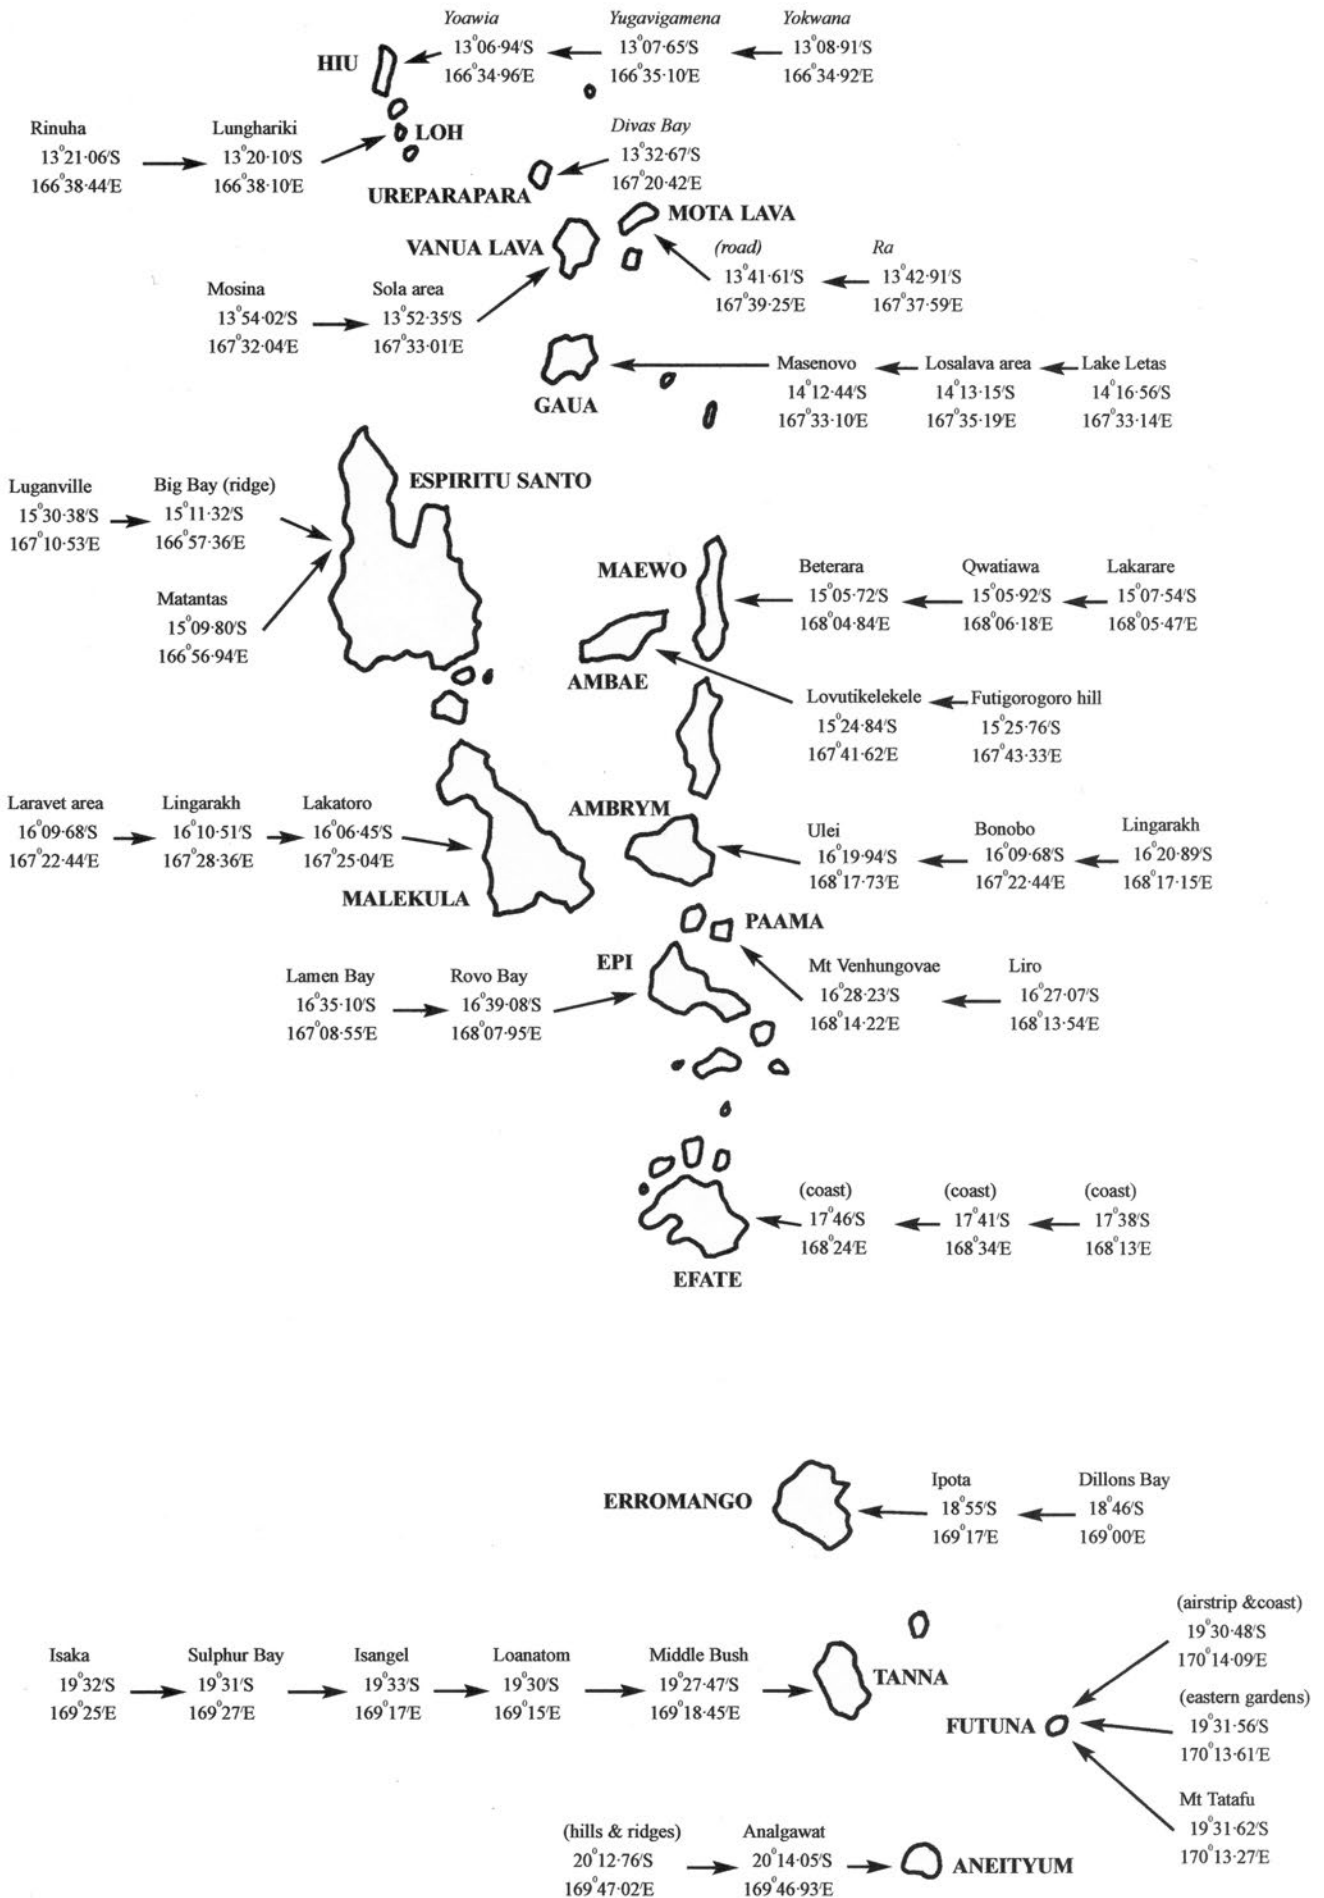 Yoawia
13°06·94′S
166°34·96′E
Yugavigamena
13°07·65′S
166°35·10′E
Yokwana
13°08·91′S
166°34·92′E
HIU
Rinuha
13°21·06′S
166°38·44′E
Lunghariki
13°20·10′S
166°38·10′E
LOH
Divas Bay
13°32·67′S
167°20·42′E
UREPARAPARA
MOTA LAVA
VANUA LAVA
(road)
13°41·61′S
167°39·25′E
Ra
13°42·91′S
167°37·59′E
Mosina
13°54·02′S
167°32·04′E
Sola area
13°52·35′S
167°33·01′E
Masenovo
14°12·44′S
167°33·10′E
Losalava area
14°13·15′S
167°35·19′E
Lake Letas
14°16·56′S
167°33·14′E
GAUA
Luganville
15°30·38′S
167°10·53′E
Big Bay (ridge)
15°11·32′S
166°57·36′E
ESPIRITU SANTO
Matantas
15°09·80′S
166°56·94′E
MAEWO
Beterara
15°05·72′S
168°04·84′E
Qwatiawa
15°05·92′S
168°06·18′E
Lakarare
15°07·54′S
168°05·47′E
AMBAE
Lovutikelekele
15°24·84′S
167°41·62′E
Futigorogoro hill
15°25·76′S
167°43·33′E
Laravet area
16°09·68′S
167°22·44′E
Lingarakh
16°10·51′S
167°28·36′E
Lakatoro
16°06·45′S
167°25·04′E
MALEKULA
AMBRYM
Ulei
16°19·94′S
168°17·73′E
Bonobo
16°09·68′S
167°22·44′E
Lingarakh
16°20·89′S
168°17·15′E
PAAMA
EPI
Lamen Bay
16°35·10′S
167°08·55′E
Rovo Bay
16°39·08′S
168°07·95′E
Mt Venhungovae
16°28·23′S
168°14·22′E
Liro
16°27·07′S
168°13·54′E
(coast)
17°46′S
168°24′E
(coast)
17°41′S
168°34′E
(coast)
17°38′S
168°13′E
EFATE
ERROMANGO
Ipota
18°55′S
169°17′E
Dillons Bay
18°46′S
169°00′E
Isaka
19°32′S
169°25′E
Sulphur Bay
19°31′S
169°27′E
Isangel
19°33′S
169°17′E
Loanatom
19°30′S
169°15′E
Middle Bush
19°27·47′S
169°18·45′E
TANNA
(airstrip &coast)
19°30·48′S
170°14·09′E
FUTUNA
(eastern gardens)
19°31·56′S
170°13·61′E
Mt Tatafu
19°31·62′S
170°13·27′E
(hills & ridges)
20°12·76′S
169°47·02′E
Analgawat
20°14·05′S
169°46·93′E
ANEITYUM